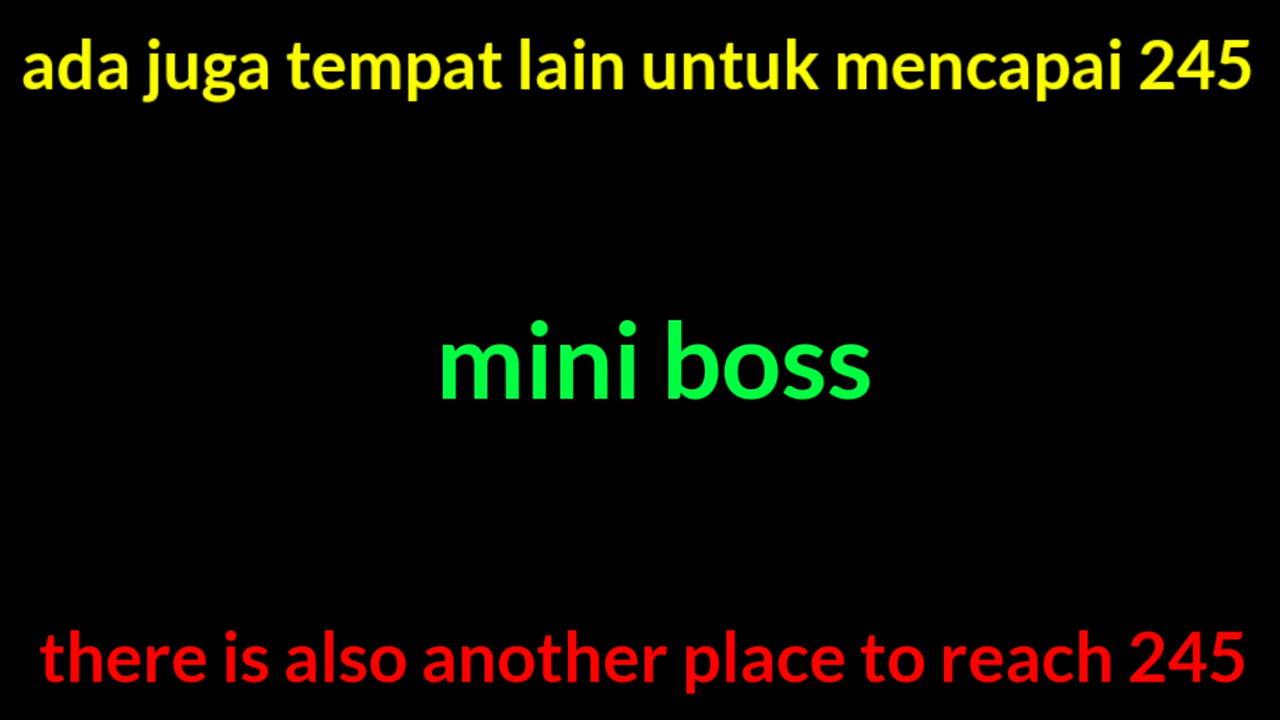 ada juga tempat lain untuk mencapai 245
mini boss
there is also another place to reach 245